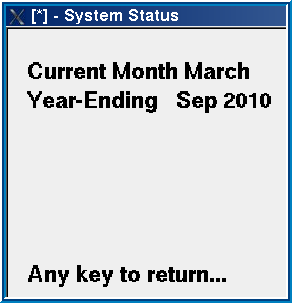 [*] - System Status
Current Month March
Year-Ending Sep 2010
Any key to return...